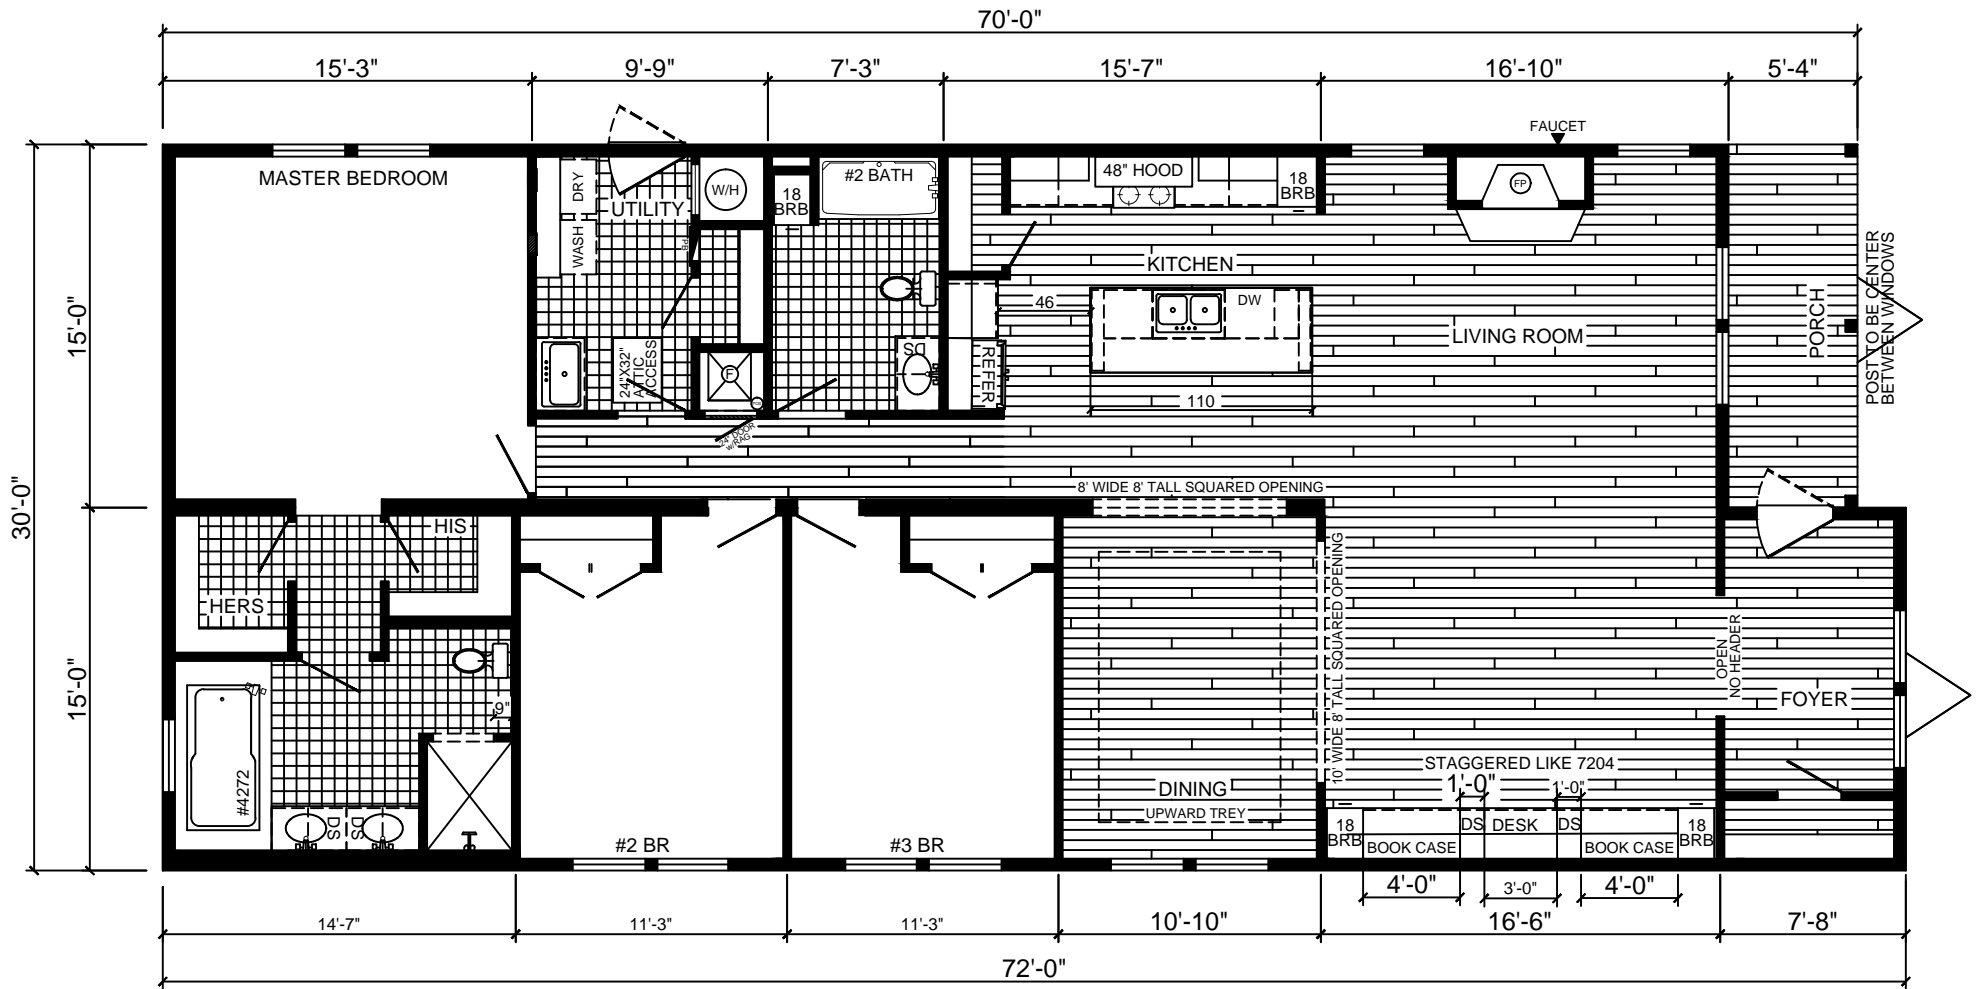 70'-0"
15'-3"
9'-9"
7'-3"
15'-7"
16'-10"
5'-4"
FAUCET
MASTER BEDROOM
DRY
UTILITY
W/H
18
BRB
#2 BATH
48" HOOD
18
BRB
FP
WASH
KITCHEN
46
DW
LIVING ROOM
PORCH
POST TO BE CENTER
BETWEEN WINDOWS
15'-0"
30'-0"
24"X32"
ATTIC
ACCESS
F
DS
REFER
110
24" DOOR
W/RAG
8' WIDE 8' TALL SQUARED OPENING
HIS
HERS
10' WIDE 8' TALL SQUARED OPENING
OPEN
NO HEADER
15'-0"
9"
FOYER
#4272
DS
DS
DINING
UPWARD TREY
STAGGERED LIKE 7204
1'-0"
1'-0"
#2 BR
#3 BR
18
BRB
BOOK CASE
DS
DESK
DS
BOOK CASE
18
BRB
4'-0"
3'-0"
4'-0"
14'-7"
11'-3"
11'-3"
10'-10"
16'-6"
7'-8"
72'-0"